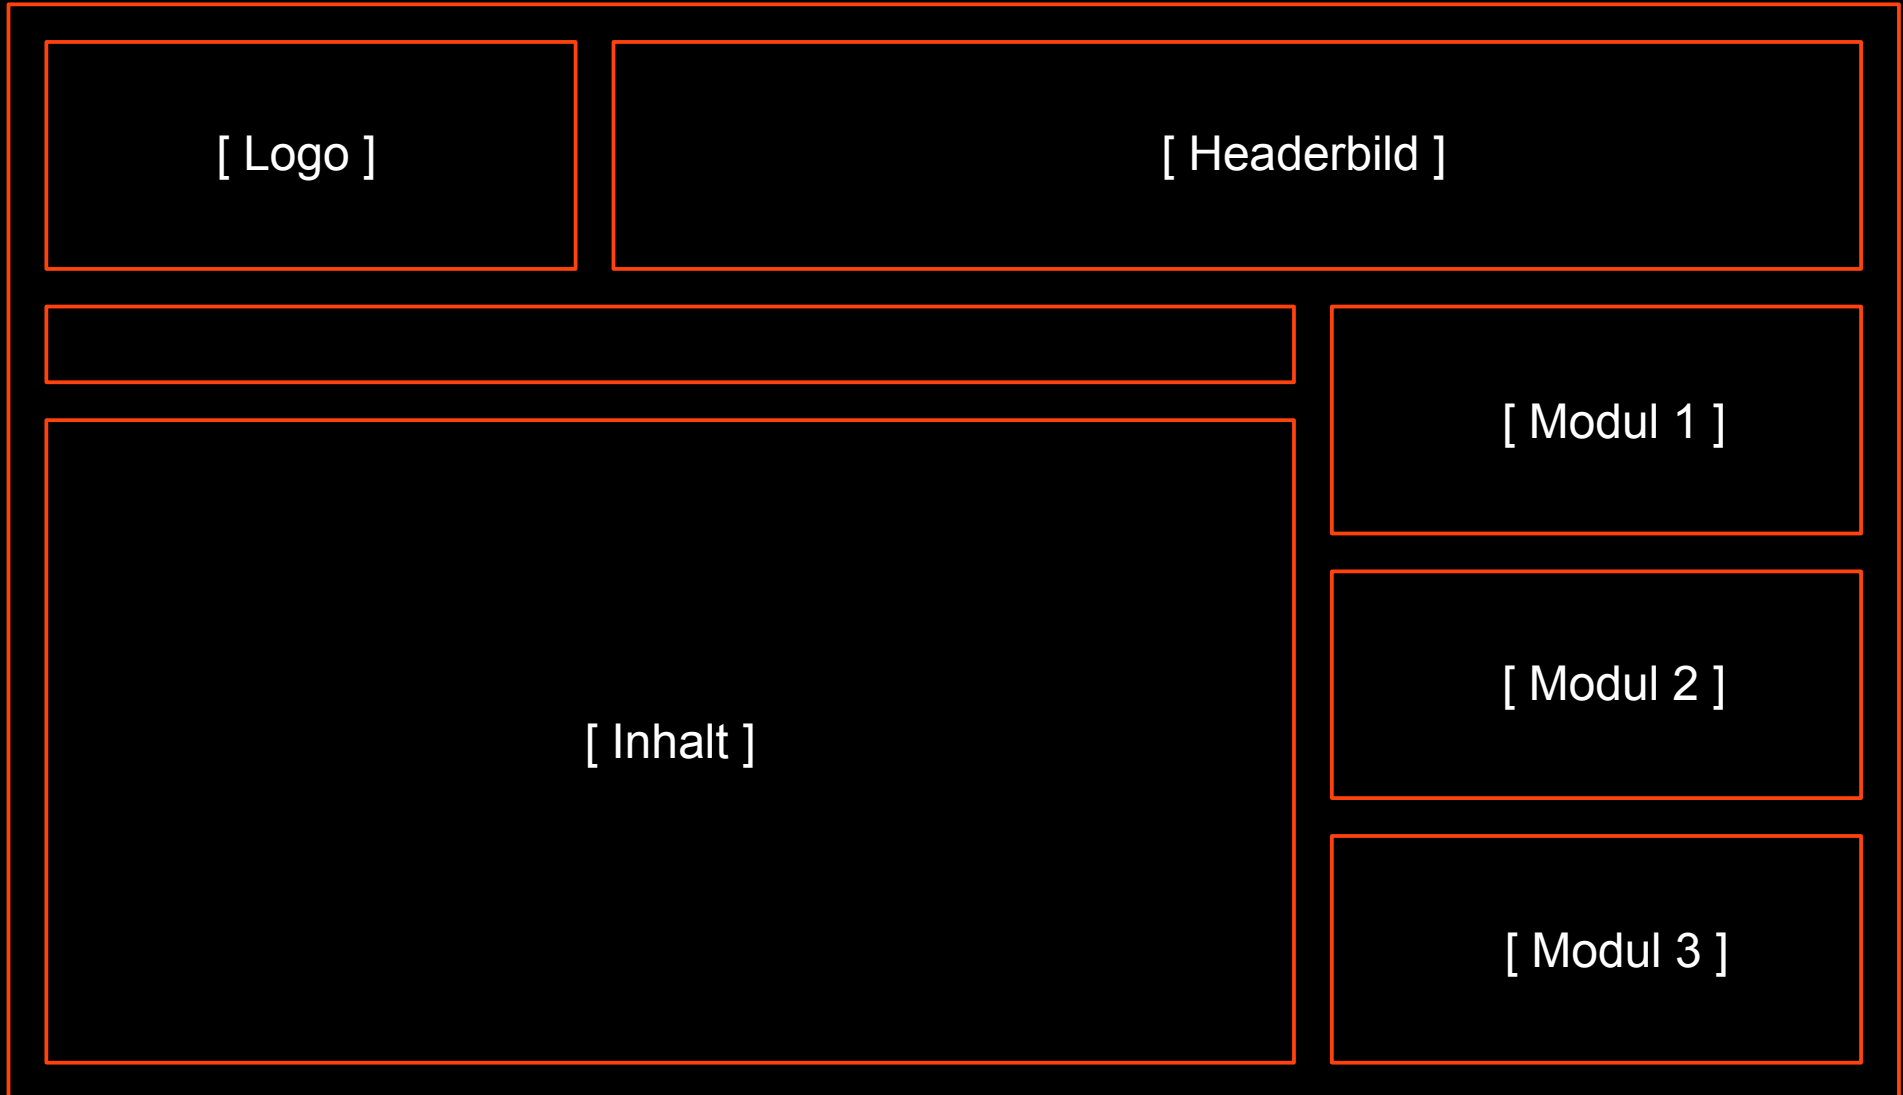 [ Logo ]
[ Headerbild ]
[ Modul 1 ]
[ Inhalt ]
[ Modul 2 ]
[ Modul 3 ]